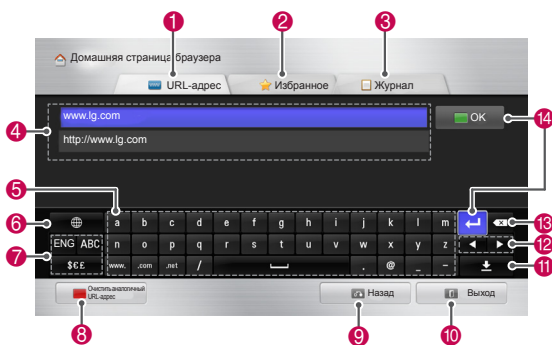 1 2 3
Домашняя страница браузера
URL-адрес Избранное Журнал
4 www.lg.com OK 14
http://www.lg.com
5
6 a b c d e f g h i j k l m 13
7 ENG ABC n o p q r s t u v w x y z 12
$€£ www. .com .net / . @ _ - 11
Очистить аналогичный
URL-адрес
Назад Выход
8 9 10